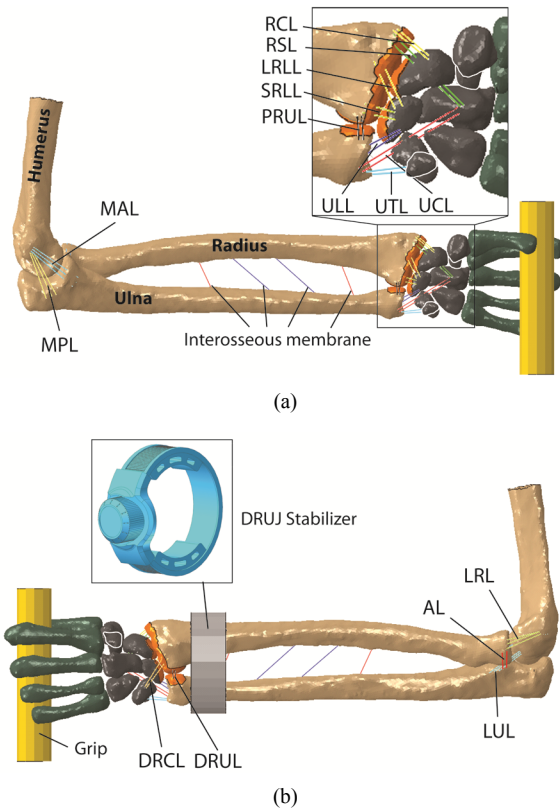 RCL
RSL
LRLL
SRLL
PRUL
ULL
UTL
UCL
Humerus
MAL
Radius
Ulna
MPL
Interosseous membrane
(a)
DRUJ Stabilizer
LRL
AL
LUL
Grip
DRCL
DRUL
(b)